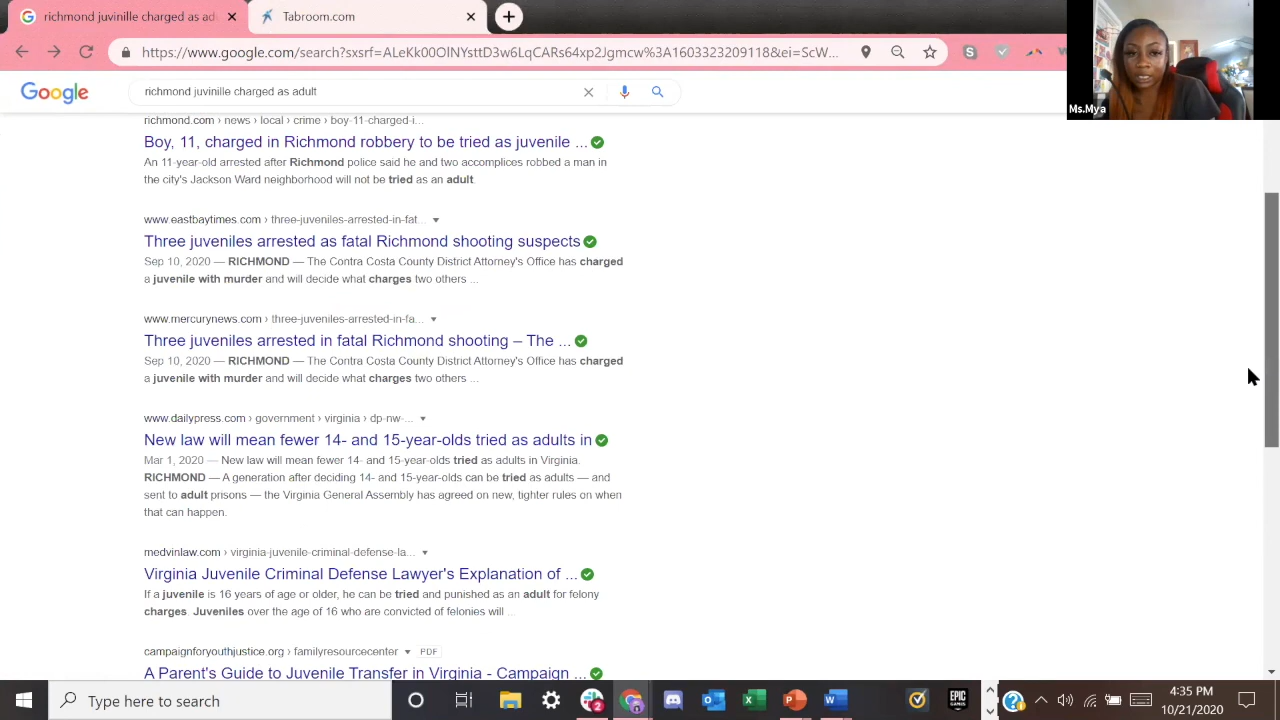 richmond juvinille charged as adu
Tabroom.com
https://www.google.com/search?sxsrf=ALeKk00OlNYsttD3w6LqCARs64xp2Jgmcw%3A1603323209118&ei=ScW...
Google
richmond juvinille charged as adult
Ms.Mya
richmond.com › news › local › crime › boy-11-charged-i...
Boy, 11, charged in Richmond robbery to be tried as juvenile ...
An 11-year-old arrested after Richmond police said he and two accomplices robbed a man in
the city's Jackson Ward neighborhood will not be tried as an adult.
www.eastbaytimes.com › three-juveniles-arrested-in-fat...
Three juveniles arrested as fatal Richmond shooting suspects
Sep 10, 2020 — RICHMOND — The Contra Costa County District Attorney's Office has charged
a juvenile with murder and will decide what charges two others ...
www.mercurynews.com › three-juveniles-arrested-in-fa...
Three juveniles arrested in fatal Richmond shooting – The ...
Sep 10, 2020 — RICHMOND — The Contra Costa County District Attorney's Office has charged
a juvenile with murder and will decide what charges two others ...
www.dailypress.com › government › virginia › dp-nw-...
New law will mean fewer 14- and 15-year-olds tried as adults in
Mar 1, 2020 — New law will mean fewer 14- and 15-year-olds tried as adults in Virginia.
RICHMOND — A generation after deciding 14- and 15-year-olds can be tried as adults — and
sent to adult prisons — the Virginia General Assembly has agreed on new, tighter rules on when
that can happen.
medvinlaw.com › virginia-juvenile-criminal-defense-la...
Virginia Juvenile Criminal Defense Lawyer's Explanation of ...
If a juvenile is 16 years of age or older, he can be tried and punished as an adult for felony
charges. Juveniles over the age of 16 who are convicted of felonies will ...
campaignforyouthjustice.org › familyresourcecenter PDF
A Parent's Guide to Juvenile Transfer in Virginia - Campaign ...
Type here to search
2
EPIC GAMES
4:35 PM
10/21/2020